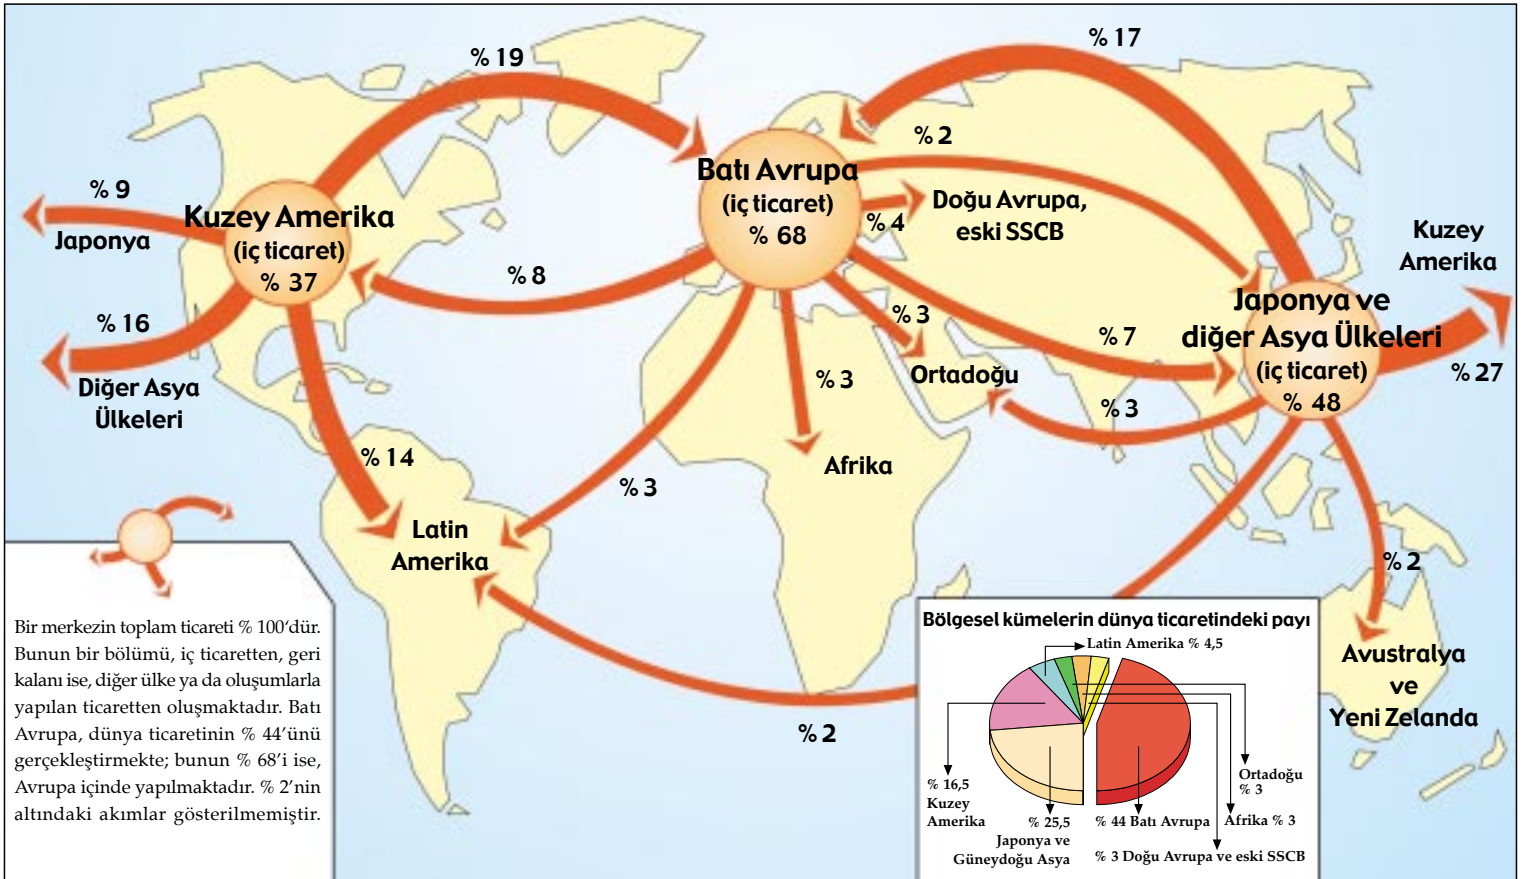 % 19
% 17
% 2
Batı Avrupa
(iç ticaret)
% 68
% 4
Doğu Avrupa,
eski SSCB
% 9
Japonya
Kuzey Amerika
(iç ticaret)
% 37
% 8
Kuzey
Amerika
% 27
Japonya ve
diğer Asya Ülkeleri
(iç ticaret)
% 48
% 16
Diğer Asya
Ülkeleri
% 3
% 7
% 3
Ortadoğu
% 3
Afrika
% 14
% 3
Latin
Amerika
% 2
Avustralya
ve
Yeni Zelanda
% 2
Bir merkezin toplam ticareti % 100‘dür.
Bunun bir bölümü, iç ticaretten, geri
kalanı ise, diğer ülke ya da oluşumlarla
yapılan ticaretten oluşmaktadır. Batı
Avrupa, dünya ticaretinin % 44’ünü
gerçekleştirmekte; bunun % 68’i ise,
Avrupa içinde yapılmaktadır. % 2’nin
altındaki akımlar gösterilmemiştir.
Bölgesel kümelerin dünya ticaretindeki payı
Latin Amerika % 4,5
Ortadoğu
% 3
% 16,5
Kuzey
Amerika
% 25,5
Japonya ve
Güneydoğu Asya
% 44 Batı Avrupa
Afrika % 3
% 3 Doğu Avrupa ve eski SSCB